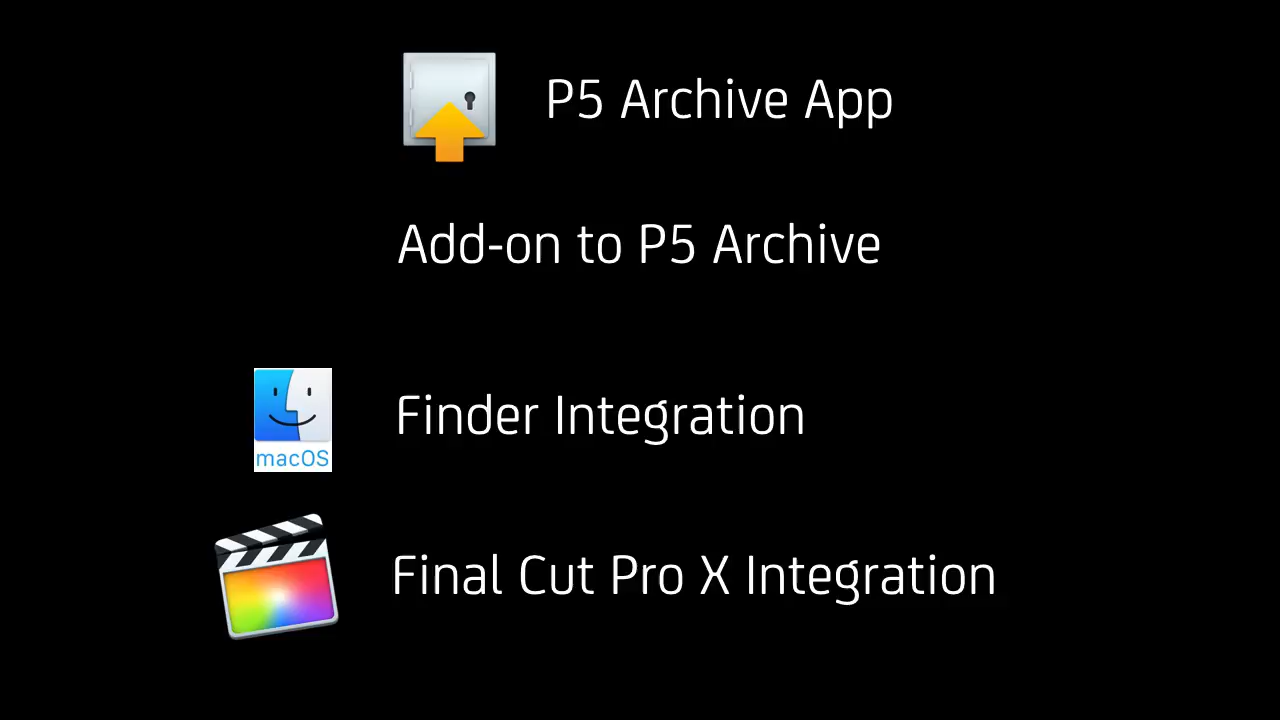 P5 Archive App
Add-on to P5 Archive
Finder Integration
macOS
Final Cut Pro X Integration